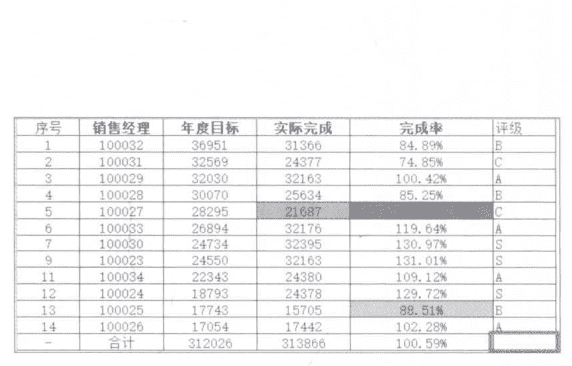 序号 销售经理 年度目标 实际完成 完成率 评级
1 100032 36951 31366 84.89% B
2 100031 32569 24377 74.85% C
3 100029 32030 32163 100.42% A
4 100028 30070 25634 85.25% B
5 100027 28295 21687 C
6 100033 26894 32176 119.64% A
7 100030 24734 32395 130.97% S
9 100023 24550 32163 131.01% S
11 100034 22343 24380 109.12% A
12 100024 18793 24378 129.72% S
13 100025 17743 15705 88.51% B
14 100026 17054 17442 102.28% A
- 合计 312026 313866 100.59%